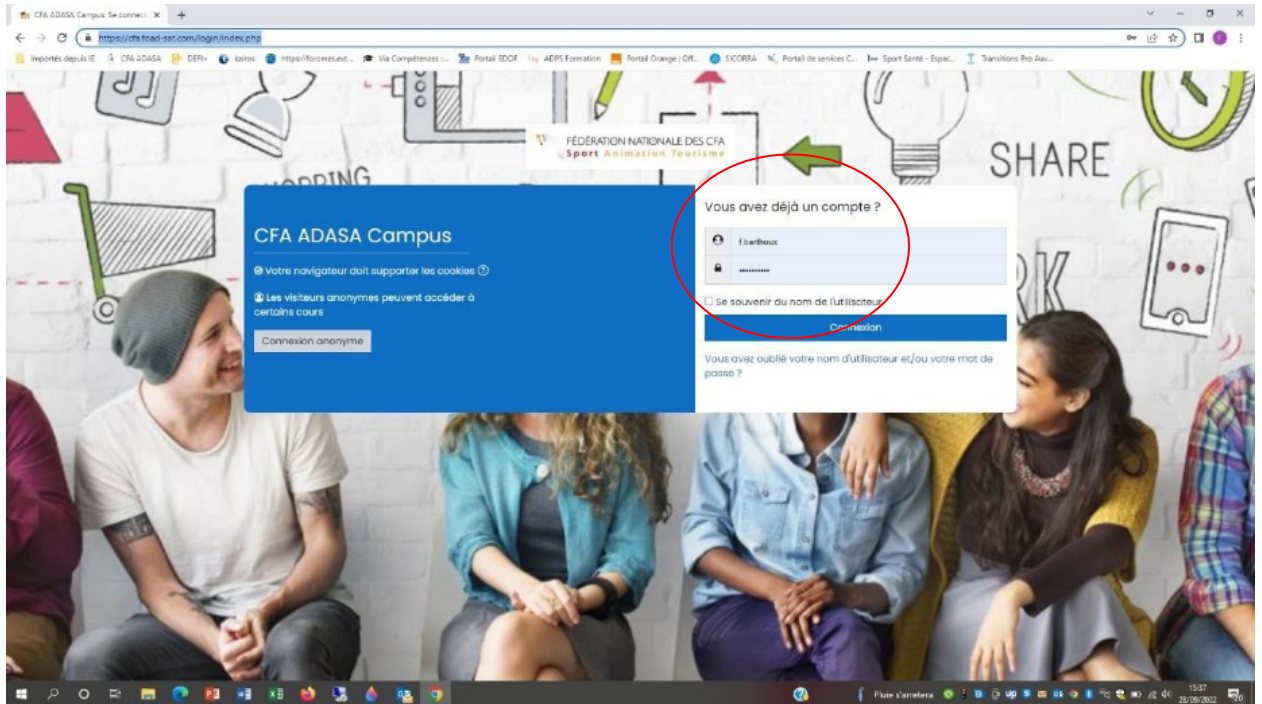 CFA ADASA Campus: Se connec
https://cfa.foad-sat.com/login/index.php
Importés depuis IE CFA ADASA DEFI+ kairos https://foromes.ext... Via Compétences :... Portail EDOF ADPS Formation Portail Orange | Off... SICORRA Portail de services C... Sport Santé - Espac... Transitions Pro Auv...
FÉDÉRATION NATIONALE DES CFA
Sport Animation Tourisme
SHARE
SHOPPING
Vous avez déjà un compte ?
CFA ADASA Campus
f.berthoux
Votre navigateur doit supporter les cookies
Les visiteurs anonymes peuvent accéder à
certains cours
Se souvenir du nom de l'utilisateur
Connexion
Connexion anonyme
Vous avez oublié votre nom d'utilisateur et/ou votre mot de
passe ?
Pluie s'arretera
15:37
28/09/2022